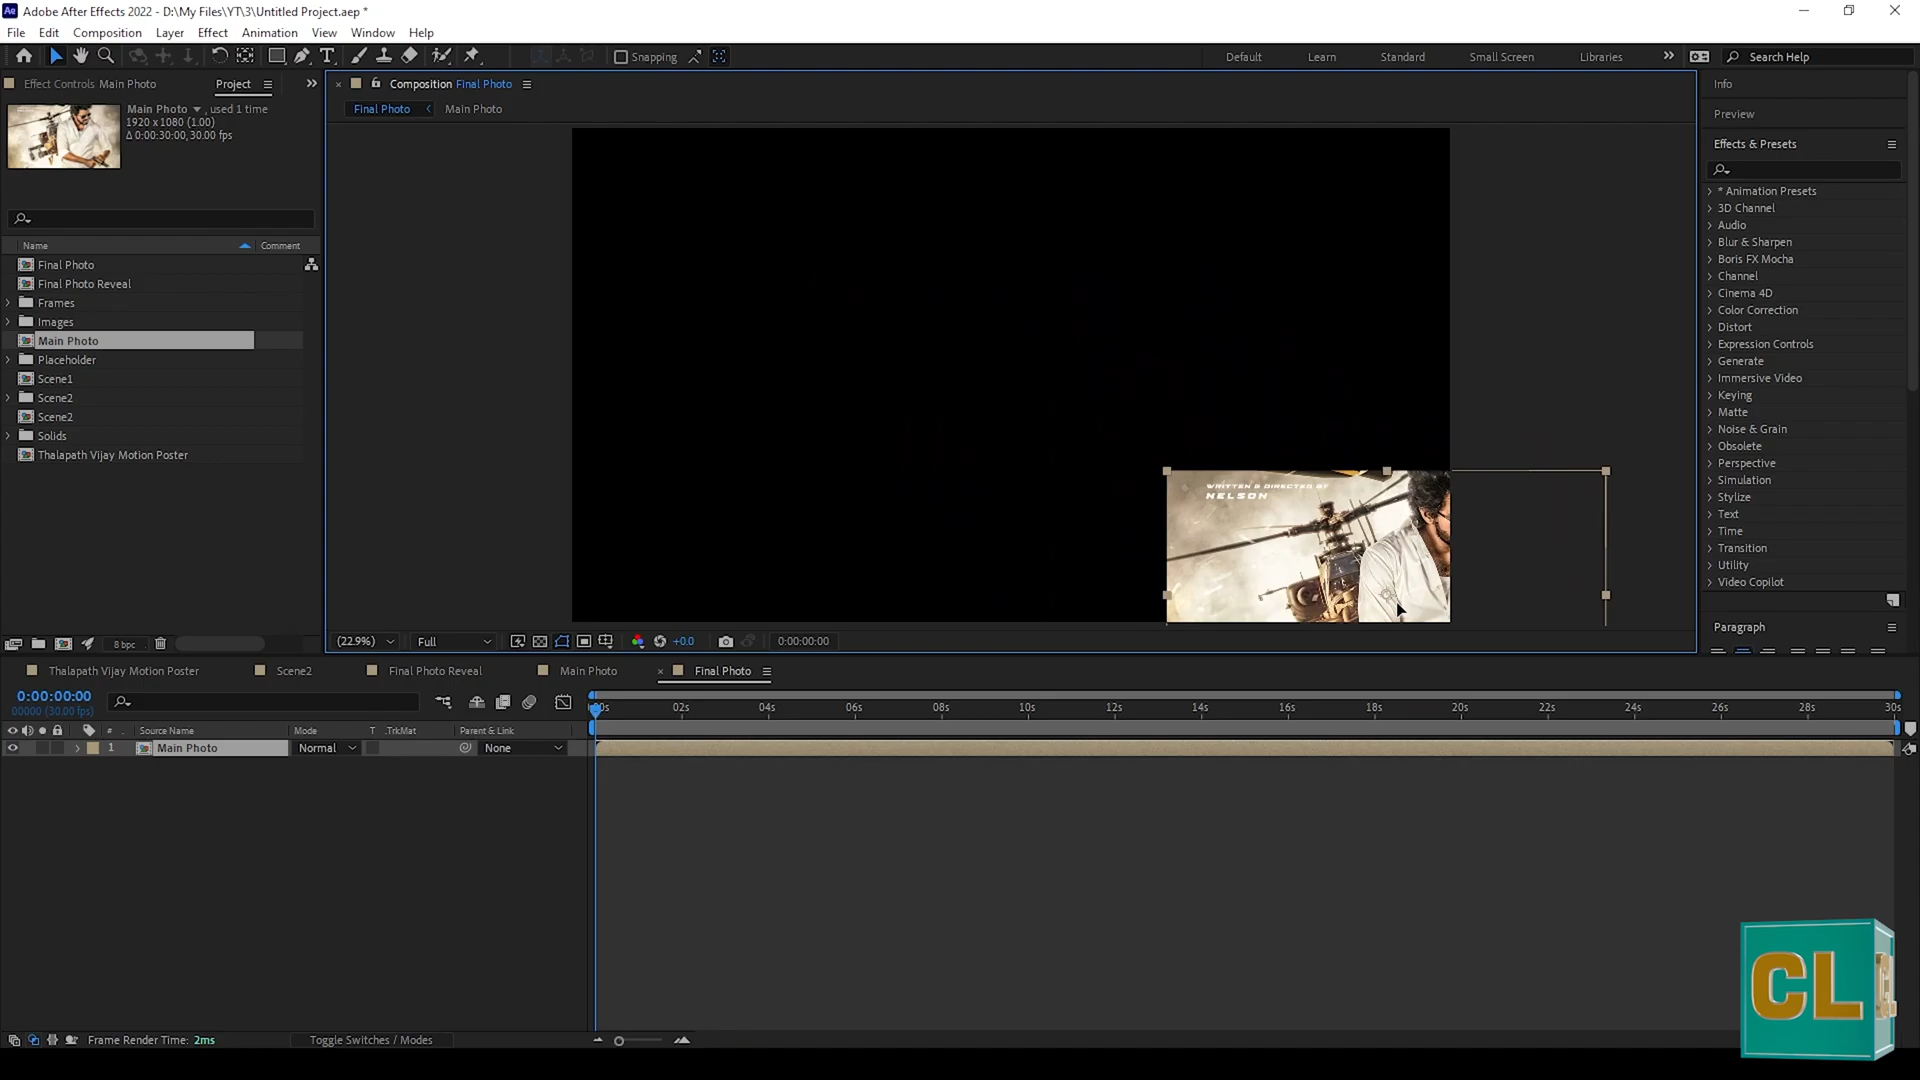 Adobe After Effects 2022 - D:\My Files\YT\3\Untitled Project.aep *
File Edit Composition Layer Effect Animation View Window Help
Snapping
Default Learn Standard Small Screen Libraries
Search Help
Effect Controls Main Photo
Project
Main Photo , used 1 time
1920 x 1080 (1.00)
Δ 0:00:30:00, 30.00 fps
Name Comment
Final Photo
Final Photo Reveal
Frames
Images
Main Photo
Placeholder
Scene1
Scene2
Scene2
Solids
Thalapath Vijay Motion Poster
8 bpc
Composition Final Photo
Final Photo Main Photo
WRITTEN & DIRECTED BY
NELSON
(22.9%) Full +0.0 0:00:00:00
Info
Preview
Effects & Presets
* Animation Presets
3D Channel
Audio
Blur & Sharpen
Boris FX Mocha
Channel
Cinema 4D
Color Correction
Distort
Expression Controls
Generate
Immersive Video
Keying
Matte
Noise & Grain
Obsolete
Perspective
Simulation
Stylize
Text
Time
Transition
Utility
Video Copilot
Paragraph
Thalapath Vijay Motion Poster Scene2 Final Photo Reveal Main Photo Final Photo
0:00:00:00
00000 (30.00 fps)
# Source Name Mode T .TrkMat Parent & Link
1 Main Photo Normal None
00s 02s 04s 06s 08s 10s 12s 14s 16s 18s 20s 22s 24s 26s 28s 30s
Frame Render Time: 2ms
Toggle Switches / Modes
CL